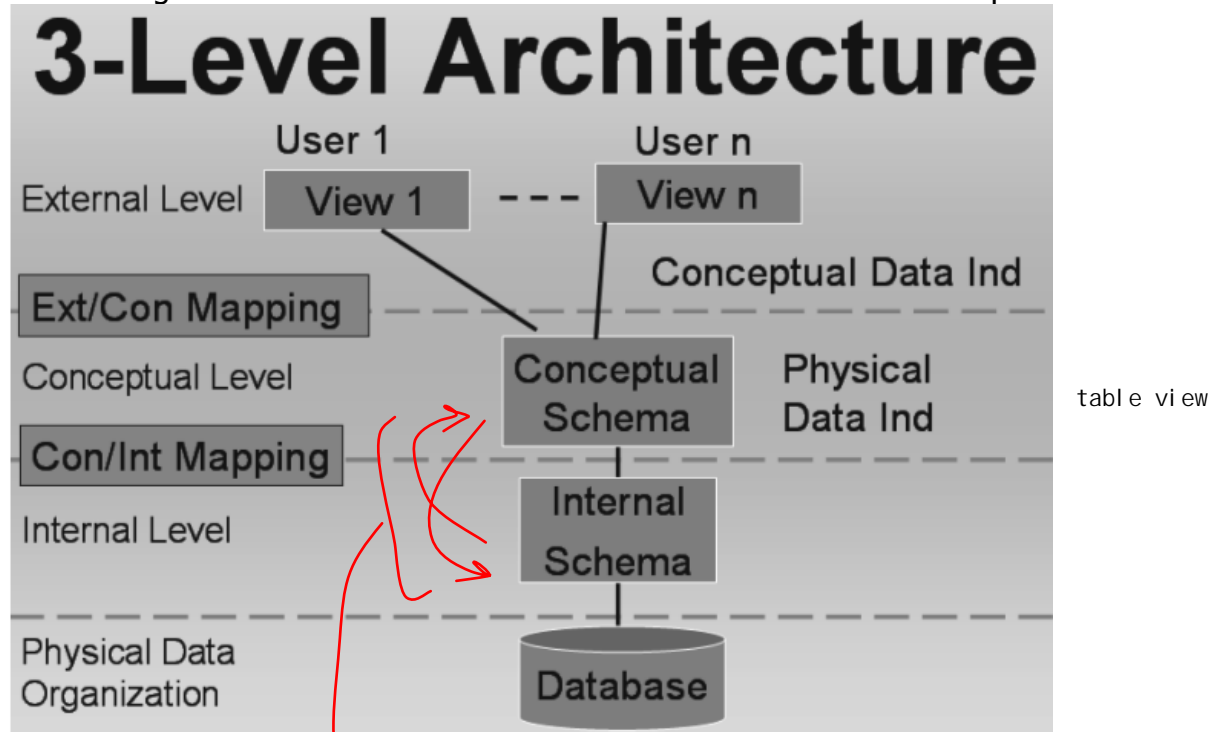 3-Level Architecture
User 1
User n
External Level
View 1
View n
Conceptual Data Ind
Ext/Con Mapping
Conceptual Level
Conceptual
Schema
Physical
Data Ind
table view
Con/Int Mapping
Internal Level
Internal
Schema
Physical Data
Organization
Database